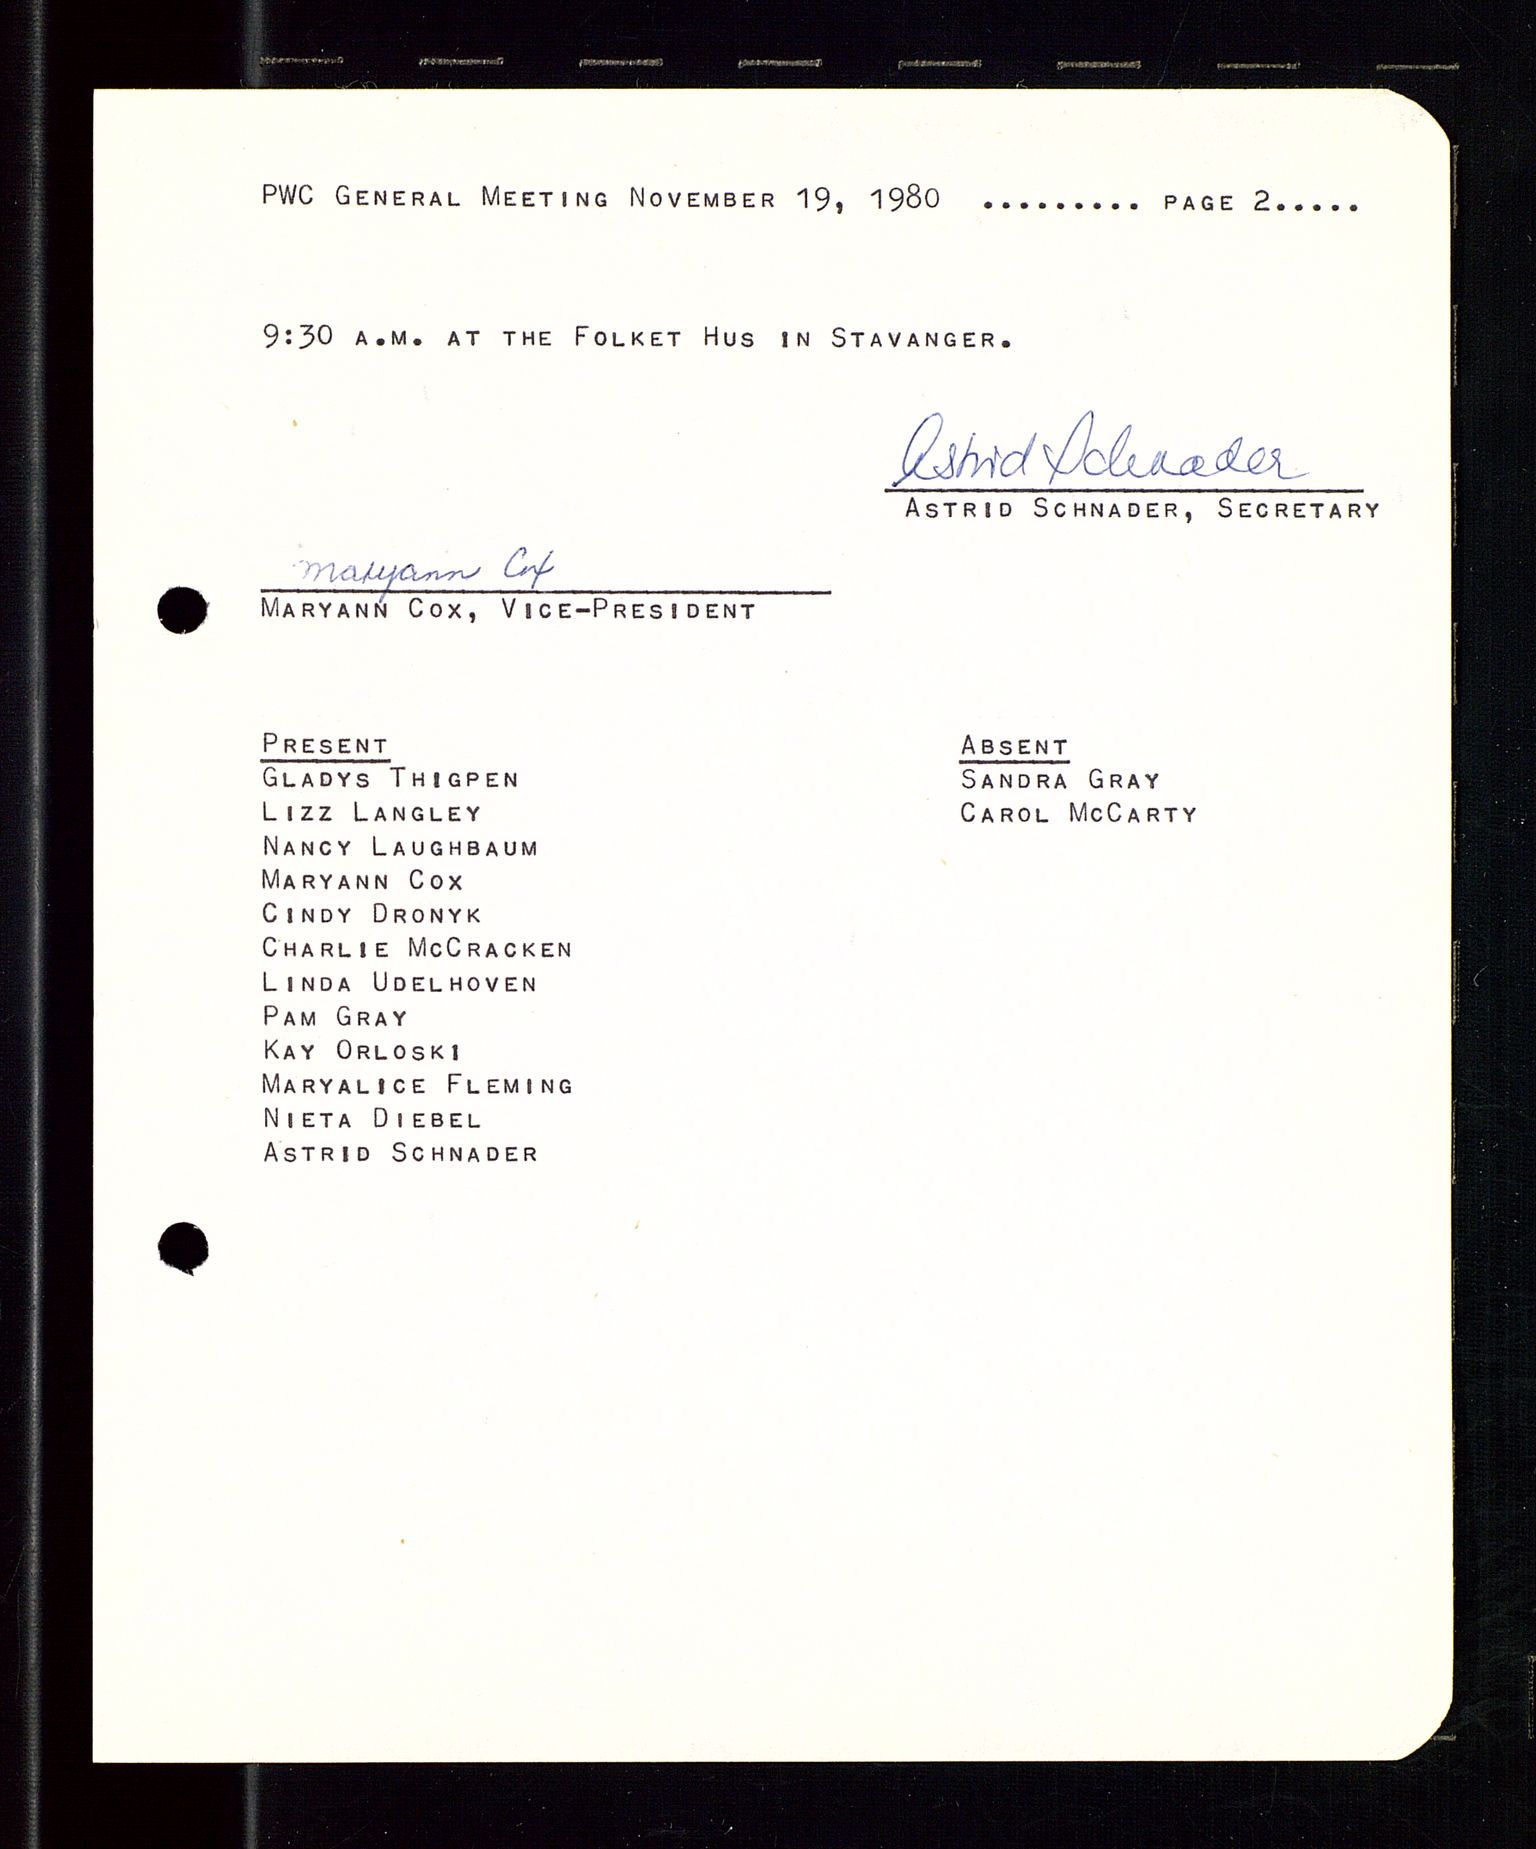 PWC General Meeting November 19, 1980 ......... page 2.....
9:30 a.m. at the Folket Hus in Stavanger.
Astrid Schnader
Astrid Schnader, Secretary
Maryann Cox
Maryann Cox, Vice-President
Present
Gladys Thigpen
Lizz Langley
Nancy Laughbaum
Maryann Cox
Cindy Dronyk
Charlie McCracken
Linda Udelhoven
Pam Gray
Kay Orloski
Maryalice Fleming
Nieta Diebel
Astrid Schnader
Absent
Sandra Gray
Carol McCarty